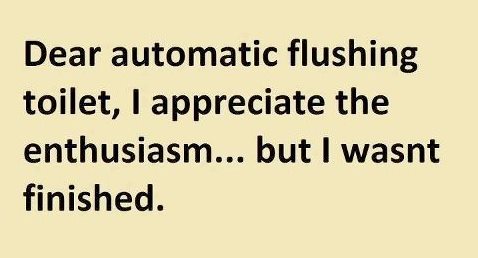 Dear automatic flushing
toilet, I appreciate the
enthusiasm... but I wasnt
finished.